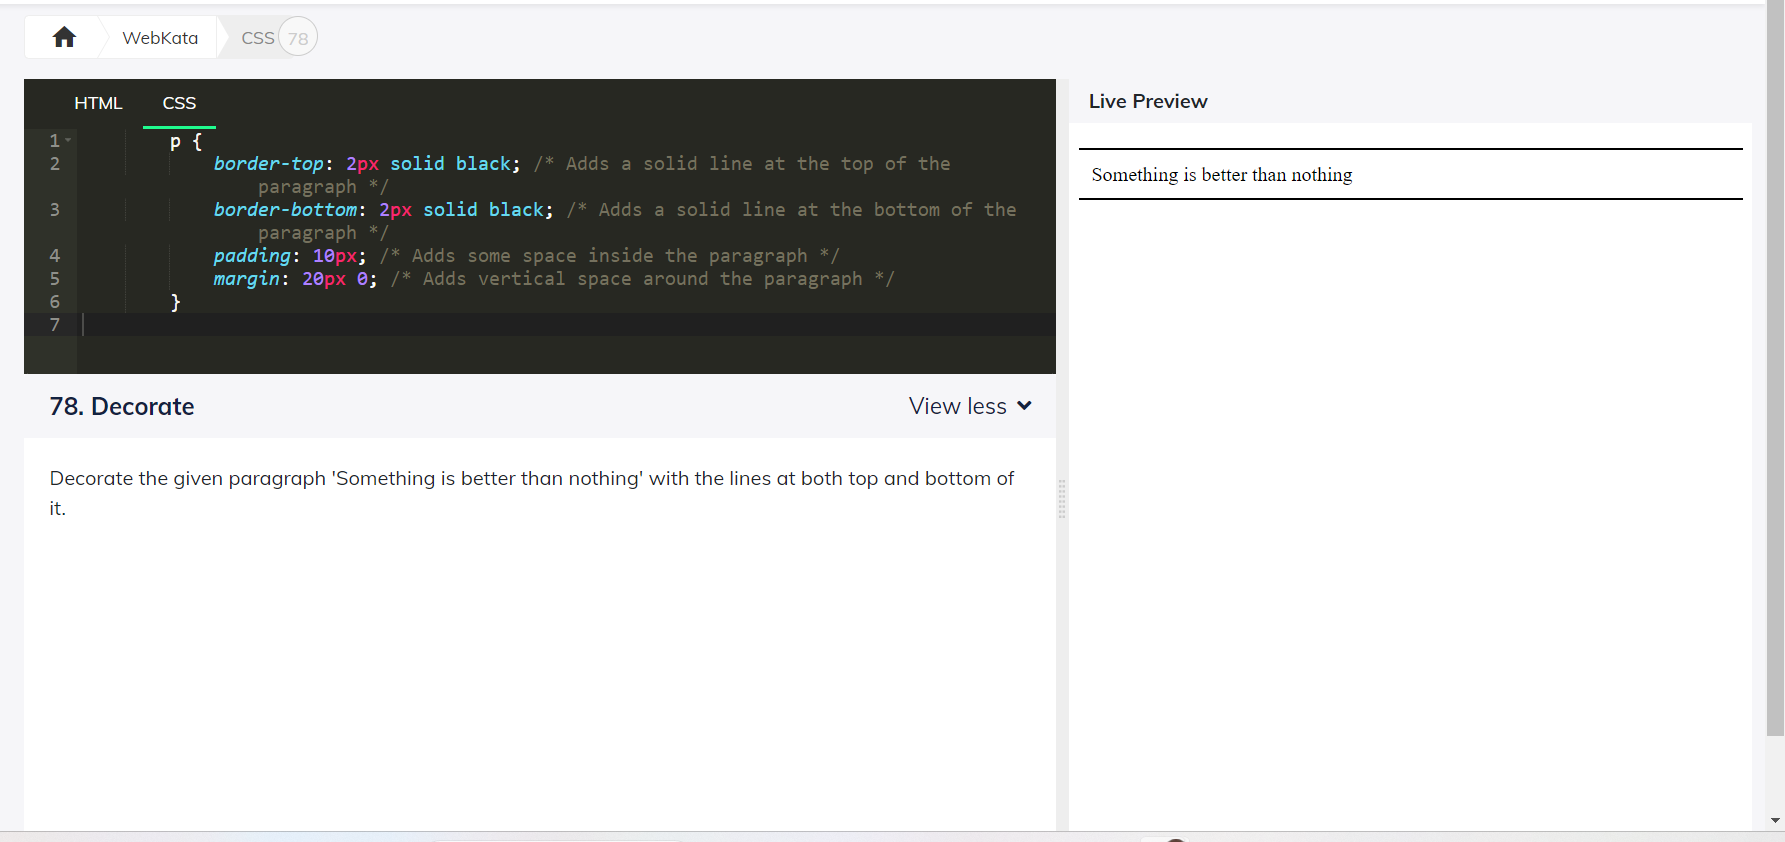 WebKata CSS 78
HTML CSS
1 p {
2 border-top: 2px solid black; /* Adds a solid line at the top of the
paragraph */
3 border-bottom: 2px solid black; /* Adds a solid line at the bottom of the
paragraph */
4 padding: 10px; /* Adds some space inside the paragraph */
5 margin: 20px 0; /* Adds vertical space around the paragraph */
6 }
7
78. Decorate View less
Decorate the given paragraph 'Something is better than nothing' with the lines at both top and bottom of
it.
Live Preview
Something is better than nothing